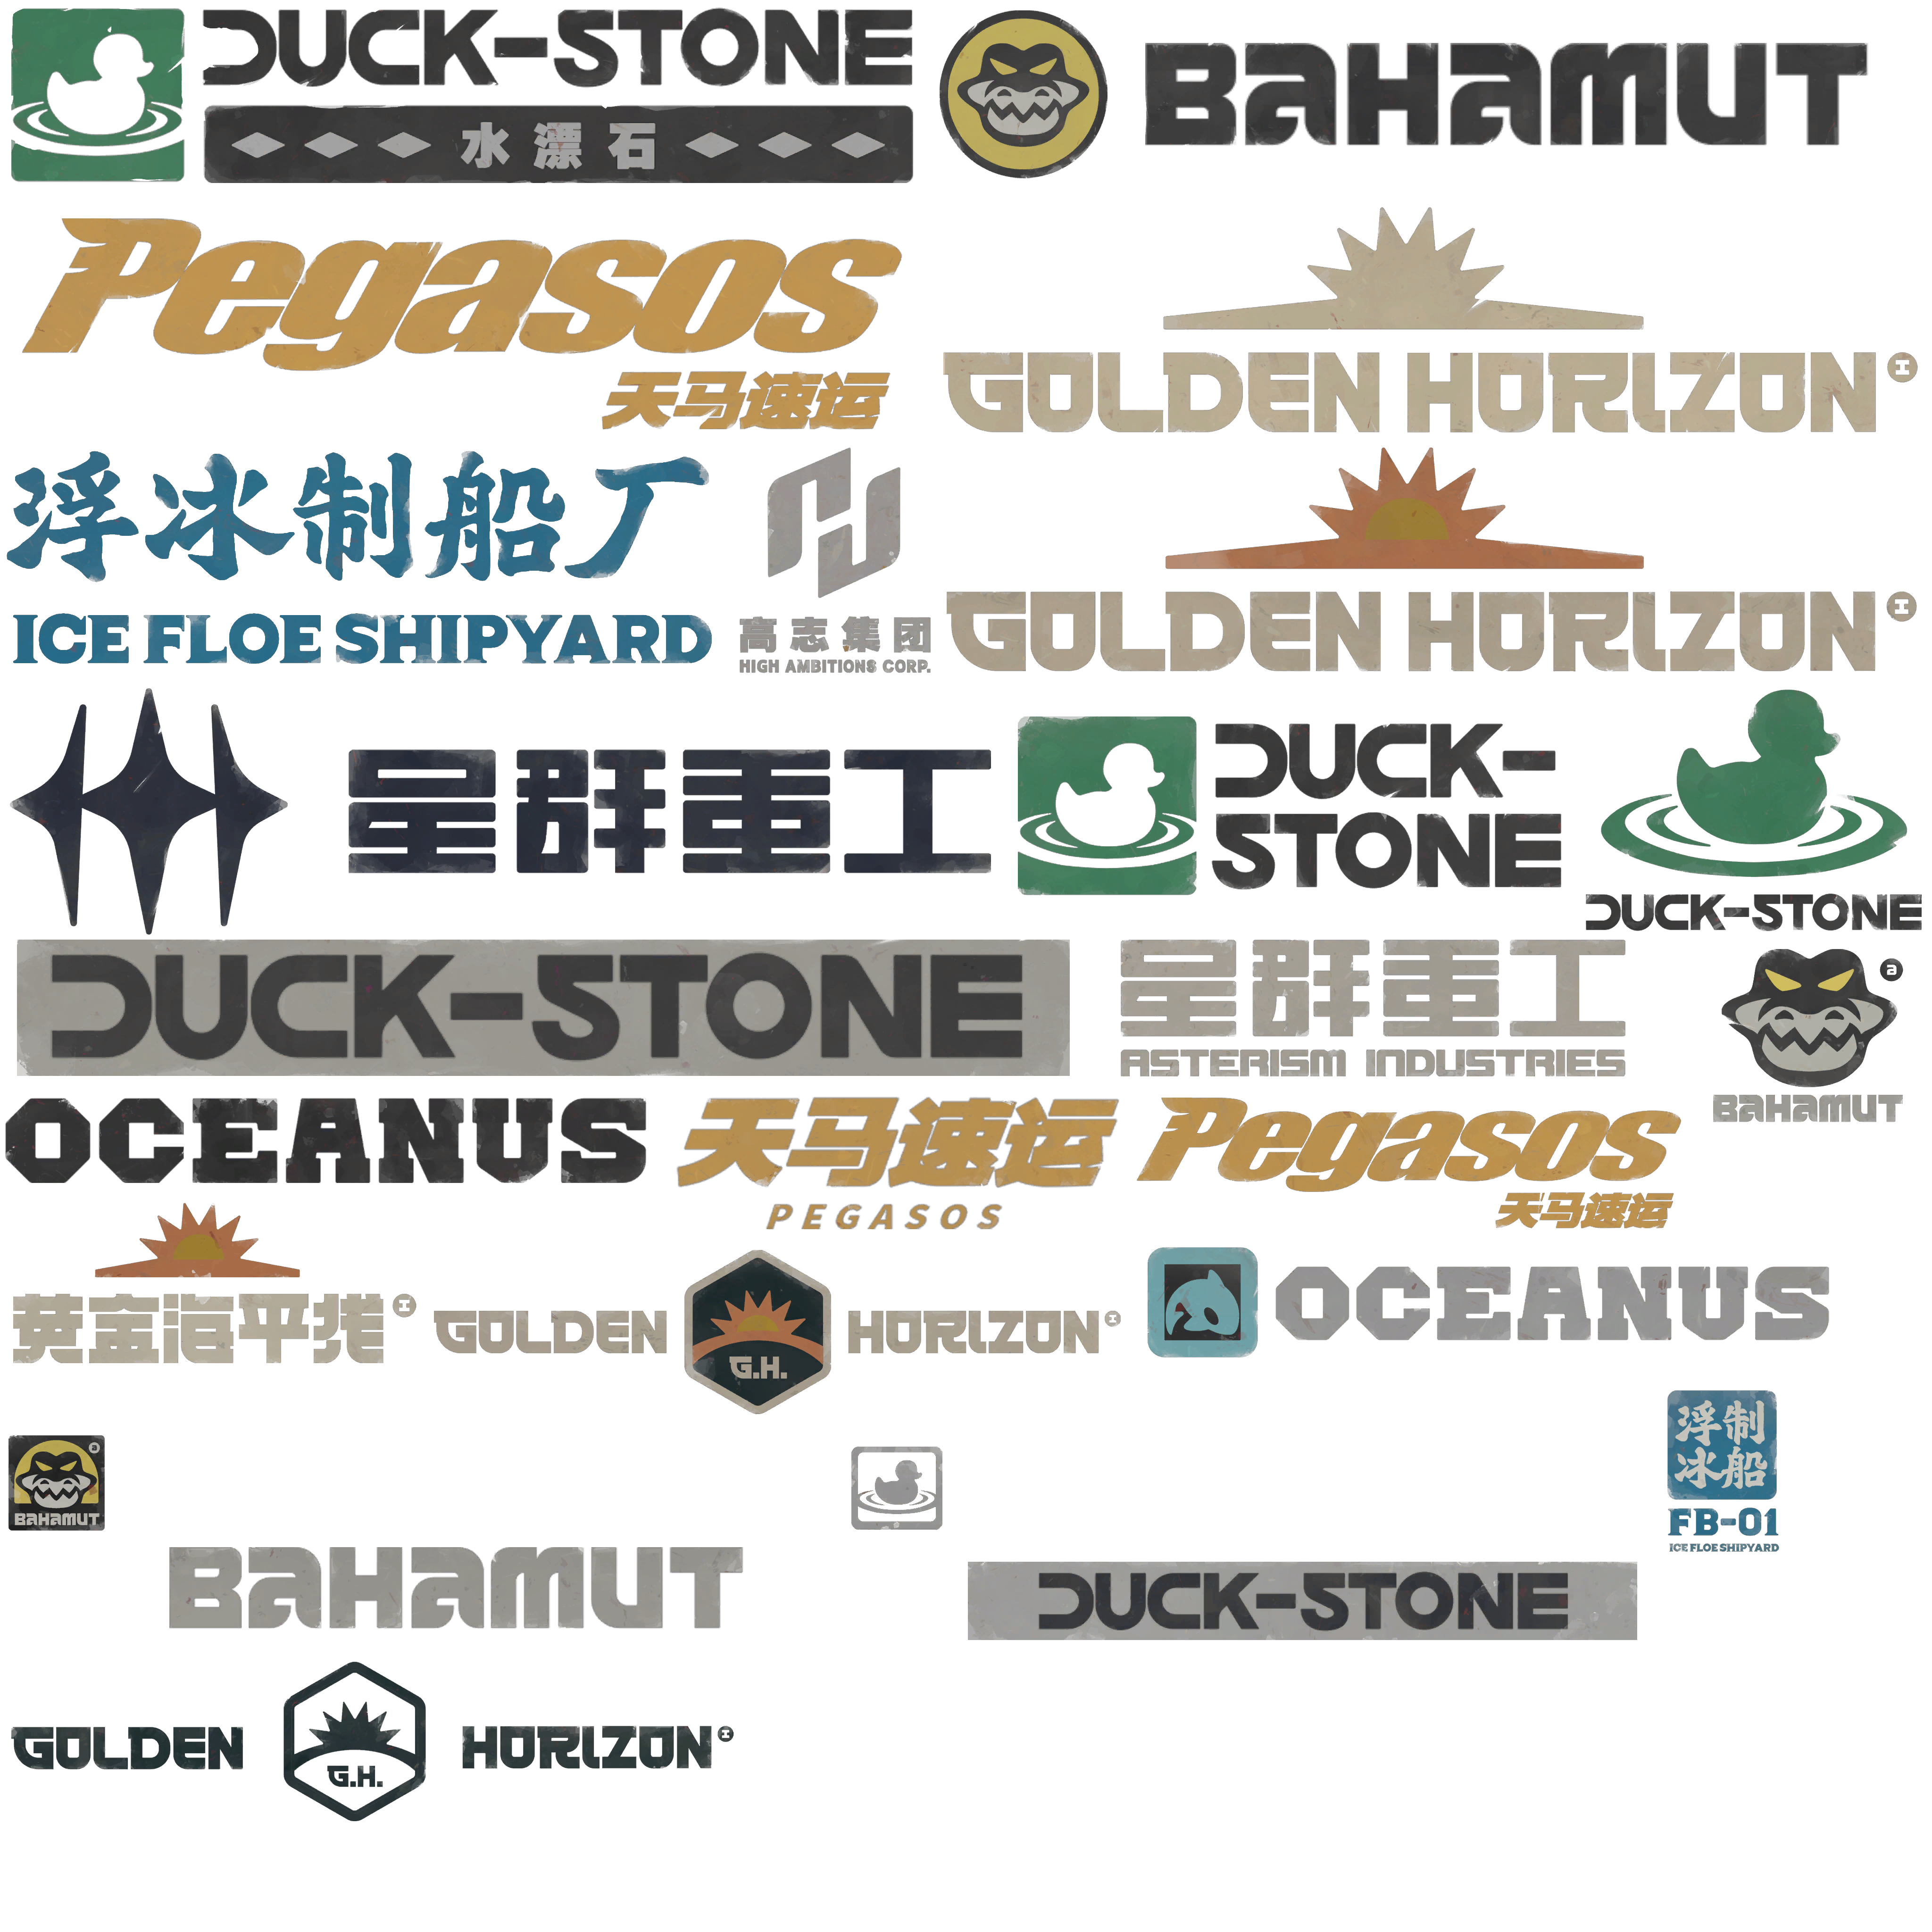 DUCK-STONE
水漂石
BAHAMUT
Pegasos
天马速运
GOLDEN HORIZON
浮冰制船厂
ICE FLOE SHIPYARD
高志集团
HIGH AMBITIONS CORP.
GOLDEN HORIZON
星群重工
DUCK-
STONE
DUCK-STONE
DUCK-STONE
星群重工
ASTERISM INDUSTRIES
a
BAHAMUT
OCEANUS
天马速运
PEGASOS
Pegasos
天马速运
黄金海平线
GOLDEN G.H. HORIZON
OCEANUS
a
BAHAMUT
浮制
冰船
FB-01
ICE FLOE SHIPYARD
BAHAMUT
DUCK-STONE
GOLDEN G.H. HORIZON